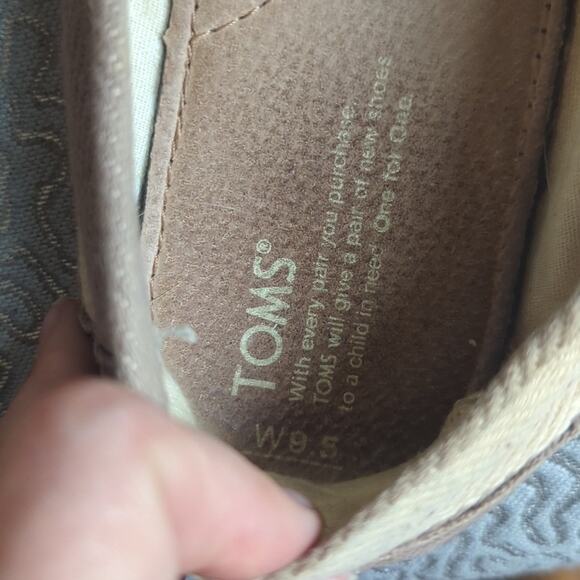 TOMS®
With every pair you purchase,
TOMS will give a pair of new shoes
to a child in need. One for One.
W9.5